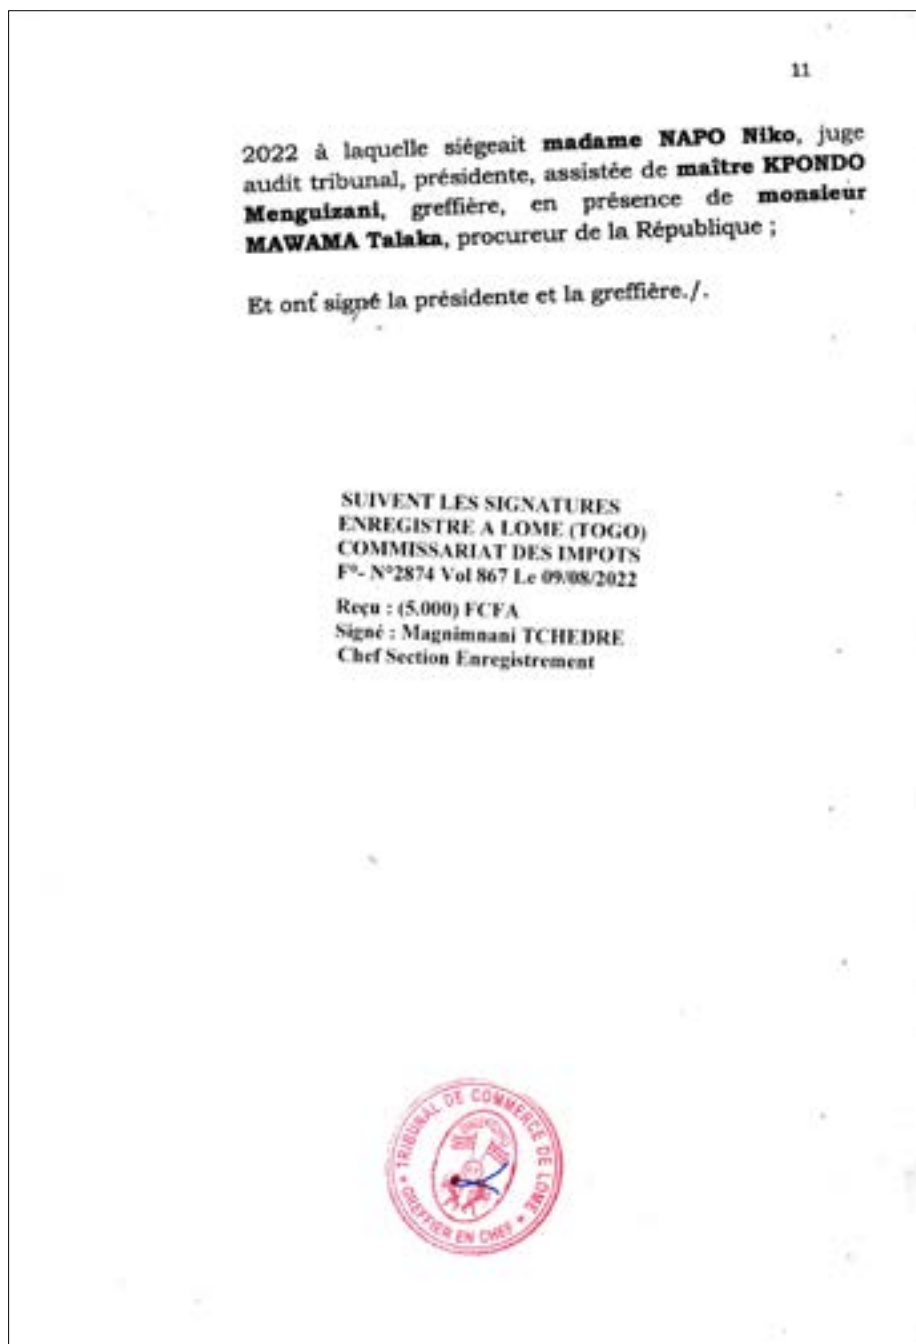 11
2022 à laquelle siégeait madame NAPO Niko, juge
audit tribunal, présidente, assistée de maître KPONDO
Menguizani, greffière, en présence de monsieur
MAWAMA Talaka, procureur de la République ;
Et ont signé la présidente et la greffière./.
SUIVENT LES SIGNATURES
ENREGISTRE A LOME (TOGO)
COMMISSARIAT DES IMPOTS
F°- N°2874 Vol 867 Le 09/08/2022
Reçu : (5.000) FCFA
Signé : Magnimnani TCHEDRE
Chef Section Enregistrement
TRIBUNAL DE COMMERCE DE LOME
GREFFIER EN CHEF